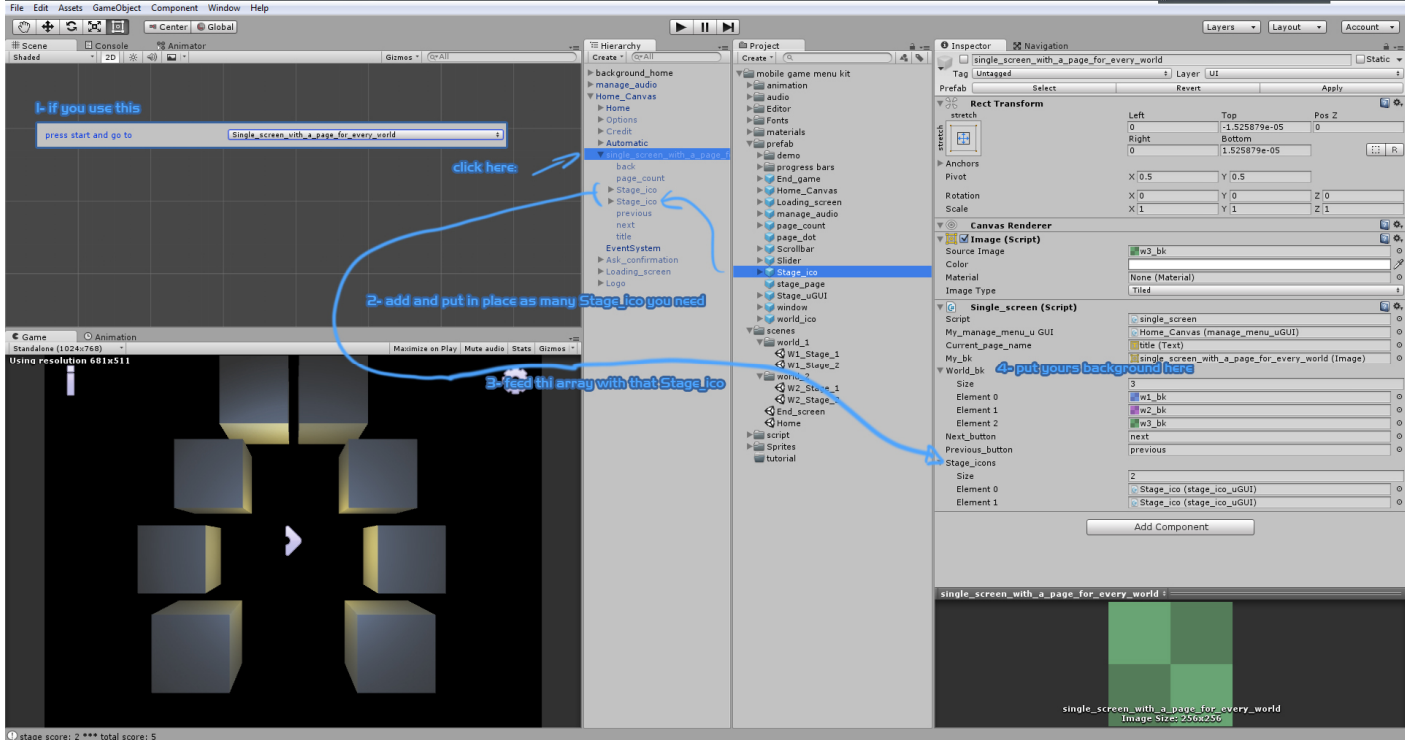 File Edit Assets GameObject Component Window Help
Center Global
Layers Layout Account
Scene Console Animator
Shaded 2D Gizmos All
1- if you use this
press start and go to Single_screen_with_a_page_for_every_world
click here:
2- add and put in place as many Stage_ico you need
3- feed thi array with that Stage_ico
Game Animation
Standalone (1024x768) Maximize on Play Mute audio Stats Gizmos
Using resolution 681x511
Hierarchy
Create All
background_home
manage_audio
Home_Canvas
Home
Options
Credit
Automatic
single_screen_with_a_page_f
back
page_count
Stage_ico
Stage_ico
previous
next
title
EventSystem
Ask_confirmation
Loading_screen
Logo
Project
Create
mobile game menu kit
animation
audio
Editor
Fonts
materials
prefab
demo
progress bars
End_game
Home_Canvas
Loading_screen
manage_audio
page_count
page_dot
Scrollbar
Slider
Stage_ico
stage_page
Stage_uGUI
window
world_ico
scenes
world_1
W1_Stage_1
W1_Stage_2
world_2
W2_Stage_1
W2_Stage_
End_screen
Home
script
Sprites
tutorial
Inspector Navigation
single_screen_with_a_page_for_every_world Static
Tag Untagged Layer UI
Prefab Select Revert Apply
Rect Transform
stretch Left Top Pos Z
stretch 0 -1.525879e-05 0
Right Bottom
0 1.525879e-05 R
Anchors
Pivot X 0.5 Y 0.5
Rotation X 0 Y 0 Z 0
Scale X 1 Y 1 Z 1
Canvas Renderer
Image (Script)
Source Image w3_bk
Color
Material None (Material)
Image Type Tiled
Single_screen (Script)
Script single_screen
My_manage_menu_u GUI Home_Canvas (manage_menu_uGUI)
Current_page_name title (Text)
My_bk single_screen_with_a_page_for_every_world (Image)
World_bk 4- put yours background here
Size 3
Element 0 w1_bk
Element 1 w2_bk
Element 2 w3_bk
Next_button next
Previous_button previous
Stage_icons
Size 2
Element 0 Stage_ico (stage_ico_uGUI)
Element 1 Stage_ico (stage_ico_uGUI)
Add Component
single_screen_with_a_page_for_every_world
single_screen_with_a_page_for_every_world
Image Size: 256x256
stage score: 2 *** total score: 5